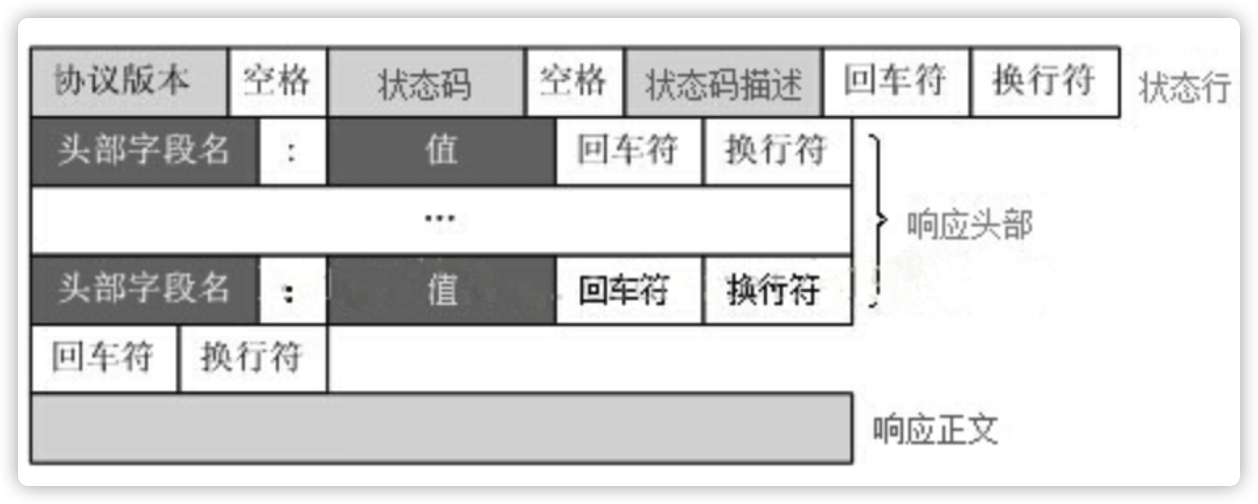 协议版本 空格 状态码 空格 状态码描述 回车符 换行符 状态行
头部字段名 : 值 回车符 换行符
… 响应头部
头部字段名 : 值 回车符 换行符
回车符 换行符
响应正文